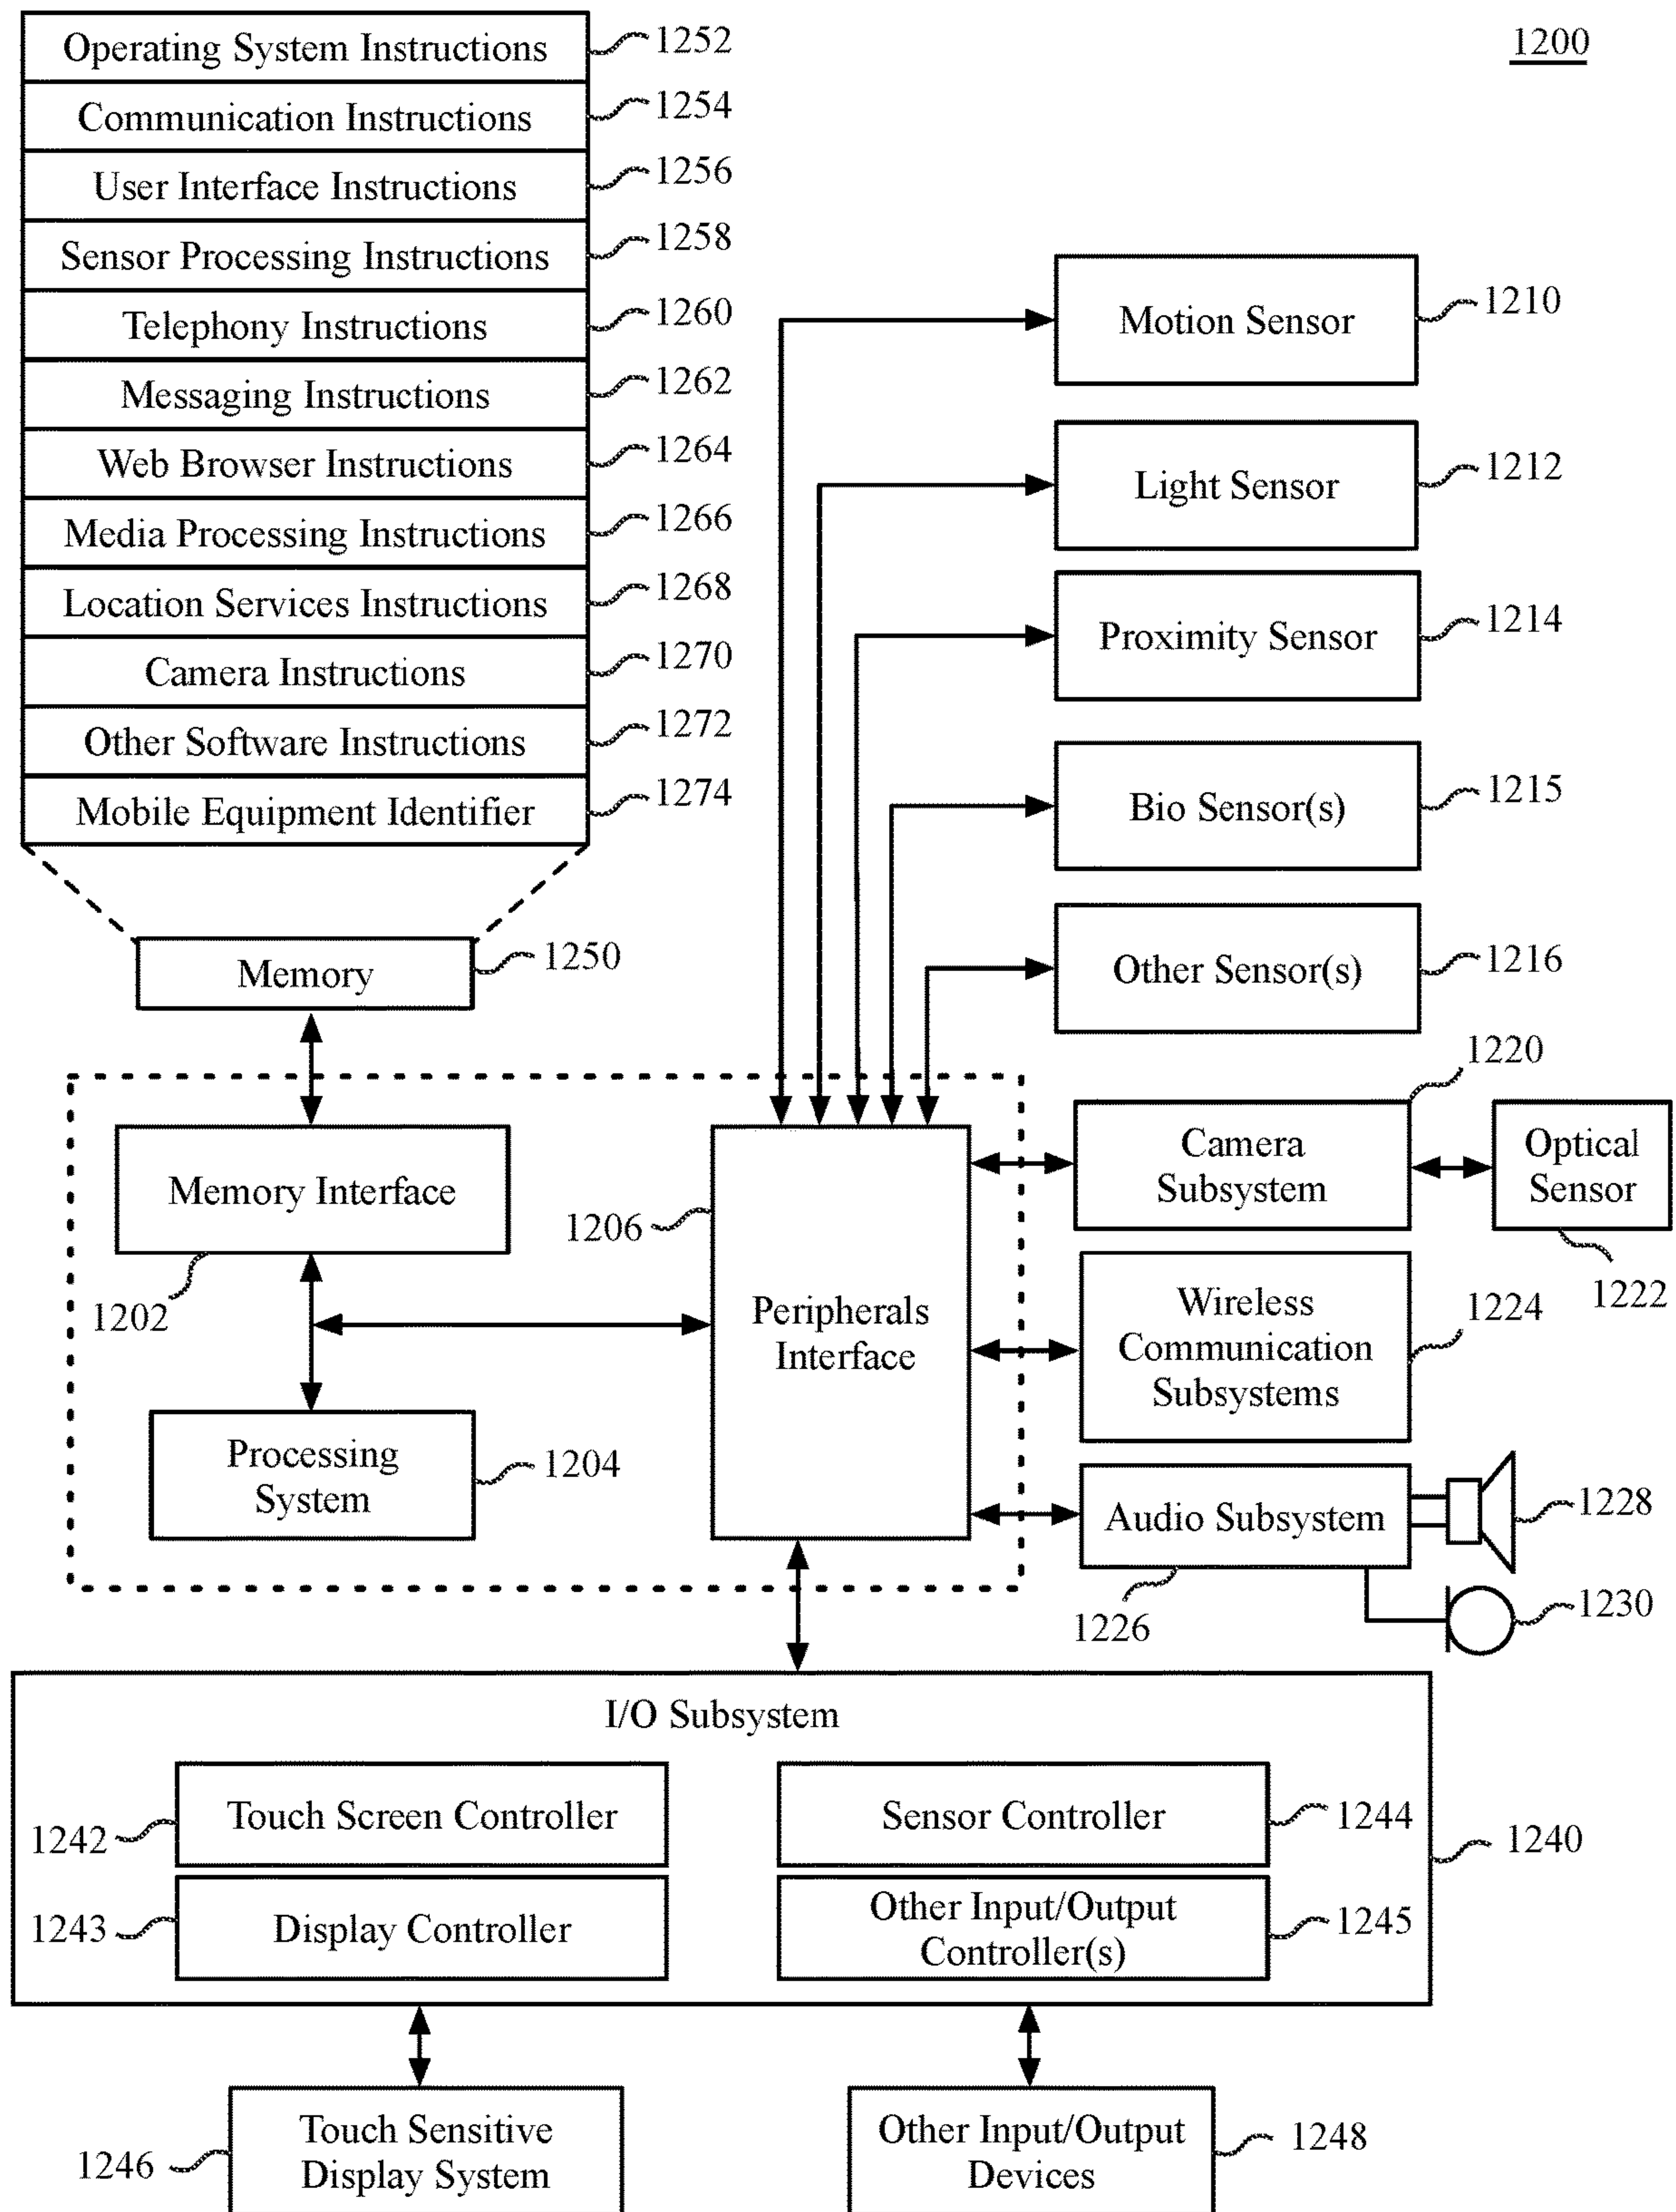 1200
Operating System Instructions
1252
Communication Instructions
1254
User Interface Instructions
1256
Sensor Processing Instructions
1258
Telephony Instructions
1260
Messaging Instructions
1262
Web Browser Instructions
1264
Media Processing Instructions
1266
Location Services Instructions
1268
Camera Instructions
1270
Other Software Instructions
1272
Mobile Equipment Identifier
1274
Memory
1250
Motion Sensor
1210
Light Sensor
1212
Proximity Sensor
1214
Bio Sensor(s)
1215
Other Sensor(s)
1216
Memory Interface
1202
Processing
System
1204
1206
Peripherals
Interface
1220
Camera
Subsystem
Optical
Sensor
1222
Wireless
Communication
Subsystems
1224
Audio Subsystem
1226
1228
1230
I/O Subsystem
1240
Touch Screen Controller
1242
Sensor Controller
1244
Display Controller
1243
Other Input/Output
Controller(s)
1245
Touch Sensitive
Display System
1246
Other Input/Output
Devices
1248